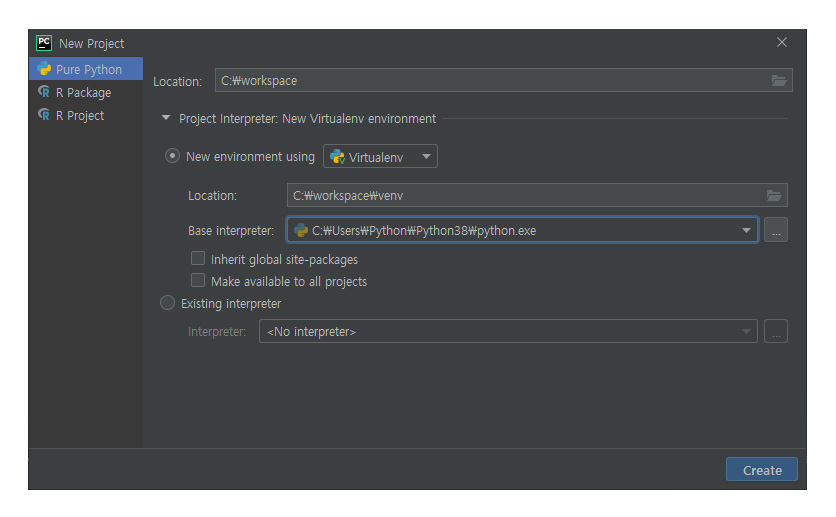 PC New Project
Pure Python
R Package
R Project
Location: C:₩workspace
Project Interpreter: New Virtualenv environment
New environment using Virtualenv
Location: C:₩workspace₩venv
Base interpreter: C:₩Users₩Python₩Python38₩python.exe ...
Inherit global site-packages
Make available to all projects
Existing interpreter
Interpreter: <No interpreter> ...
Create